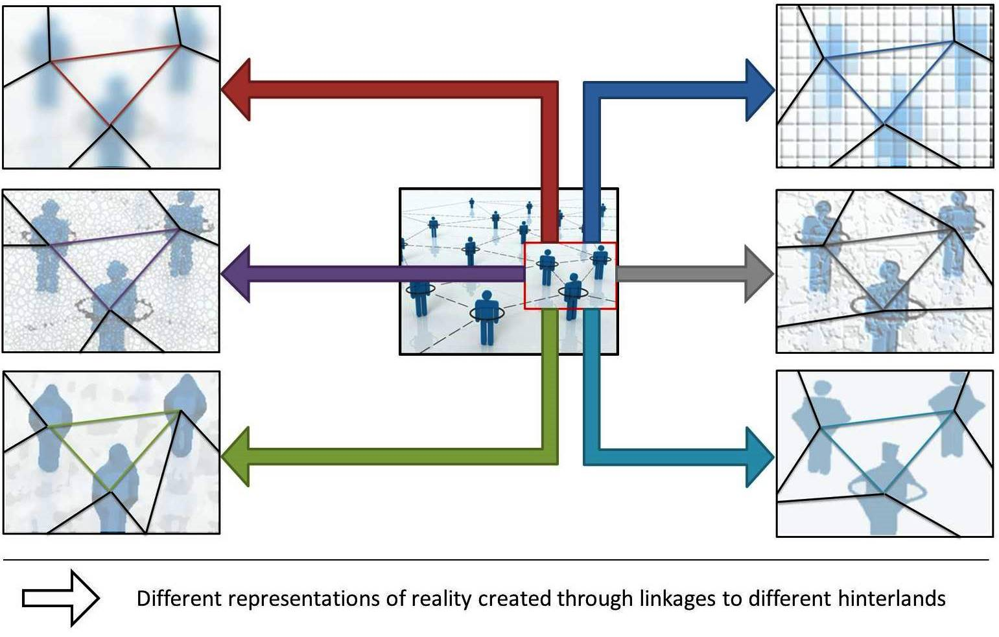 Different representations of reality created through linkages to different hinterlands